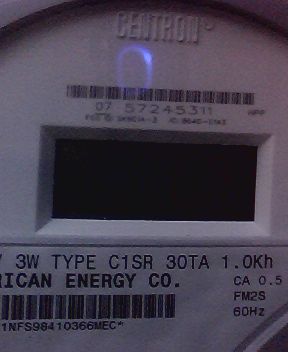 CENTRON®
07 57245311
V 3W TYPE C1SR 30TA 1.0Kh
RICAN ENERGY CO.
CA 0.5
FM2S
60Hz
1NFS98410366MEC*